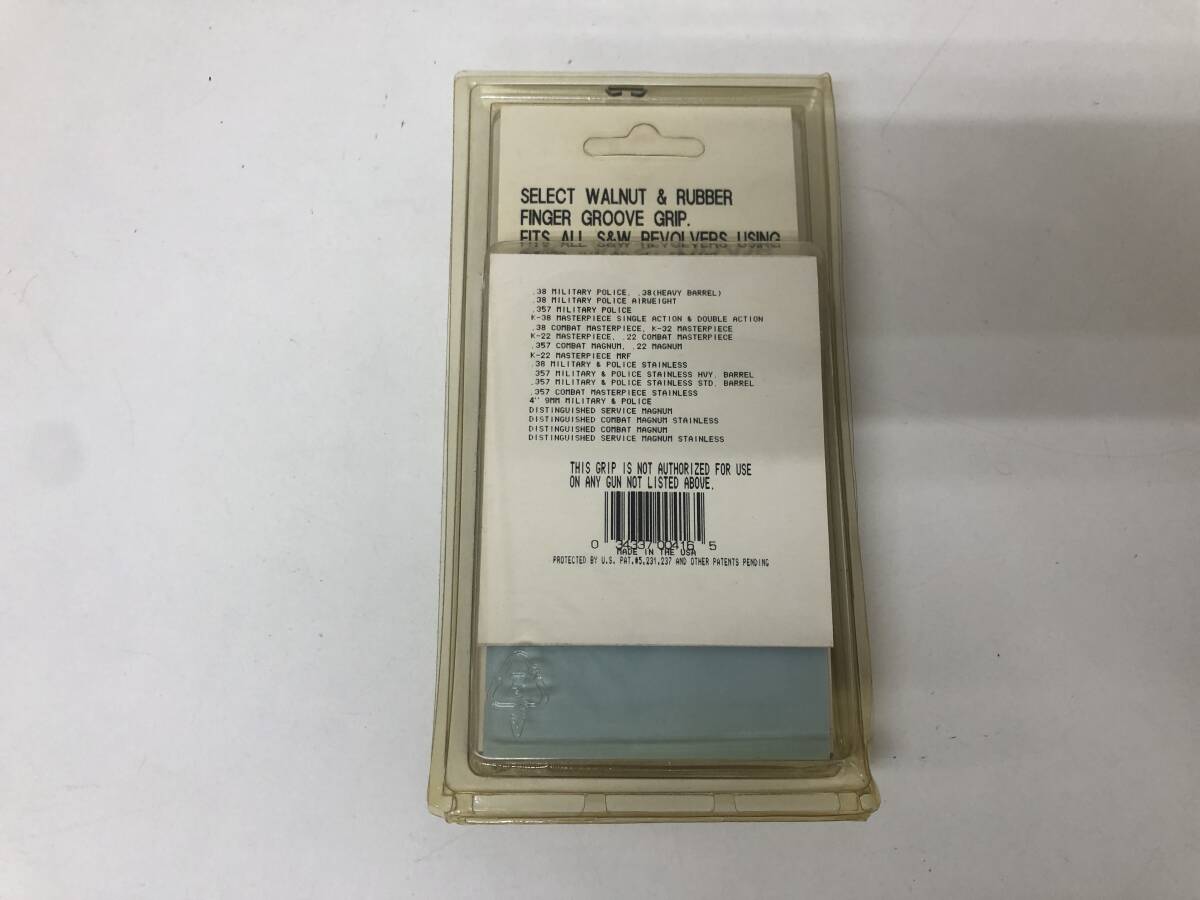 SELECT WALNUT & RUBBER
FINGER GROOVE GRIP.
FITS ALL S&W REVOLVERS USING
.38 MILITARY POLICE, .38(HEAVY BARREL)
.38 MILITARY POLICE AIRWEIGHT
.357 MILITARY POLICE
K-38 MASTERPIECE SINGLE ACTION & DOUBLE ACTION
.38 COMBAT MASTERPIECE, K-32 MASTERPIECE
K-22 MASTERPIECE, .22 COMBAT MASTERPIECE
.357 COMBAT MAGNUM, .22 MAGNUM
K-22 MASTERPIECE MRF
.38 MILITARY & POLICE STAINLESS
.357 MILITARY & POLICE STAINLESS HVY. BARREL
.357 MILITARY & POLICE STAINLESS STD. BARREL
.357 COMBAT MASTERPIECE STAINLESS
4'' 9MM MILITARY & POLICE
DISTINGUISHED SERVICE MAGNUM
DISTINGUISHED COMBAT MAGNUM STAINLESS
DISTINGUISHED COMBAT MAGNUM
DISTINGUISHED SERVICE MAGNUM STAINLESS
THIS GRIP IS NOT AUTHORIZED FOR USE
ON ANY GUN NOT LISTED ABOVE.
0 34337 00416 5
MADE IN THE USA
PROTECTED BY U.S. PAT.#5,231,237 AND OTHER PATENTS PENDING